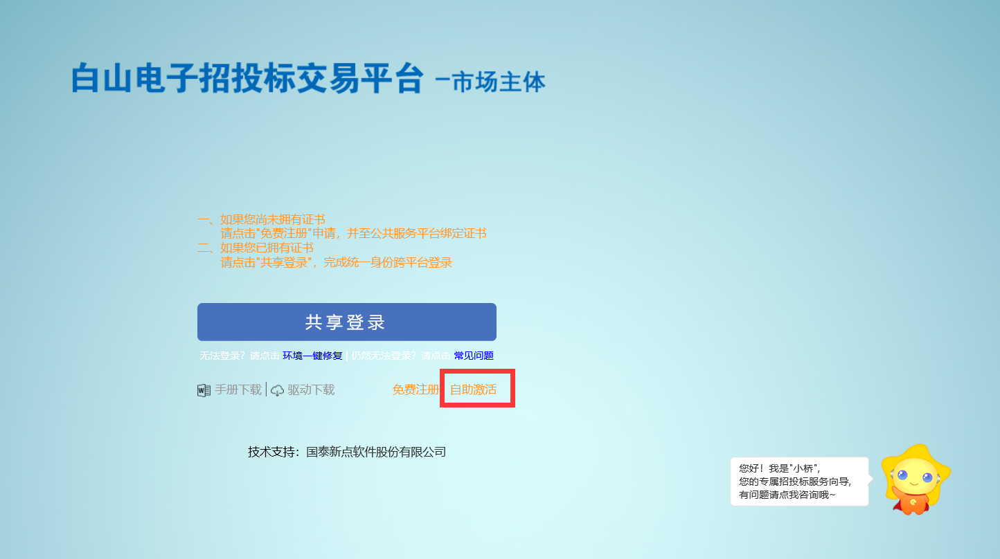 白山电子招投标交易平台 —市场主体
一、如果您尚未拥有证书
请点击"免费注册"申请，并至公共服务平台绑定证书
二、如果您已拥有证书
请点击"共享登录"，完成统一身份跨平台登录
共享登录
无法登录？请点击 环境一键修复 | 仍然无法登录？请点击 常见问题
手册下载 | 驱动下载 免费注册 自助激活
技术支持：国泰新点软件股份有限公司
您好！我是"小桥"，
您的专属招投标服务向导，
有问题请点我咨询哦~